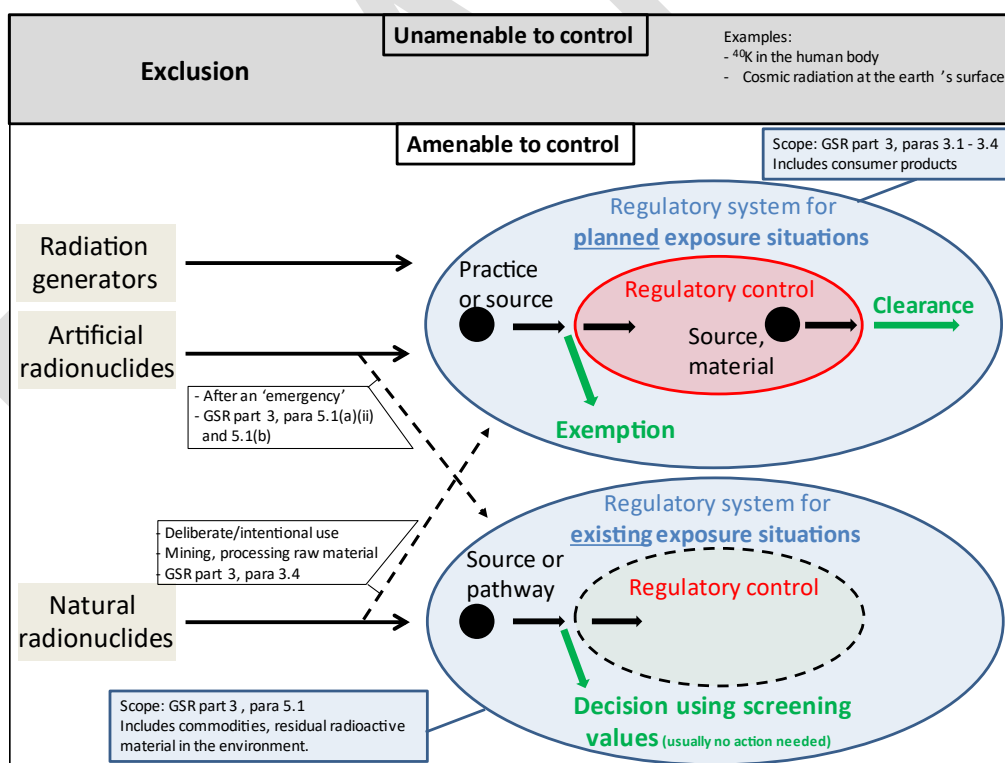 Unamenable to control
Exclusion
Examples:
- ⁴⁰K in the human body
- Cosmic radiation at the earth 's surface
Amenable to control
Scope: GSR part 3, paras 3.1 - 3.4
Includes consumer products
Regulatory system for
planned exposure situations
Radiation
generators
Practice
or source
Regulatory control
Clearance
Source,
material
Artificial
radionuclides
- After an 'emergency'
- GSR part 3, para 5.1(a)(ii)
and 5.1(b)
Exemption
Regulatory system for
existing exposure situations
- Deliberate/intentional use
- Mining, processing raw material
- GSR part 3, para 3.4
Source or
pathway
Regulatory control
Natural
radionuclides
Decision using screening
values (usually no action needed)
Scope: GSR part 3 , para 5.1
Includes commodities, residual radioactive
material in the environment.